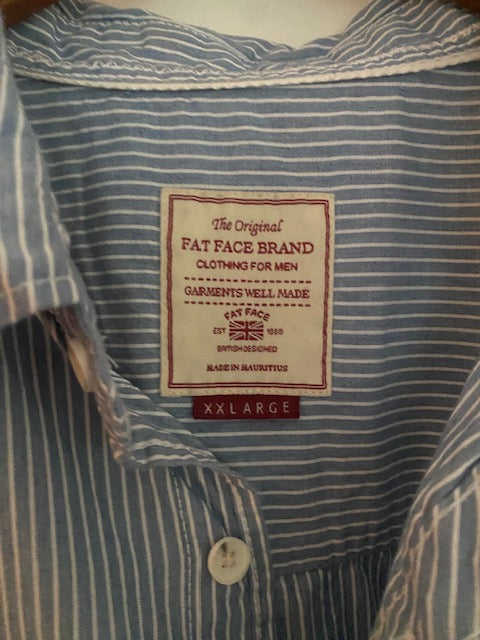 The Original
FAT FACE BRAND
CLOTHING FOR MEN
GARMENTS WELL MADE
FAT FACE
EST 1988
BRITISH DESIGNED
MADE IN MAURITIUS
XXLARGE